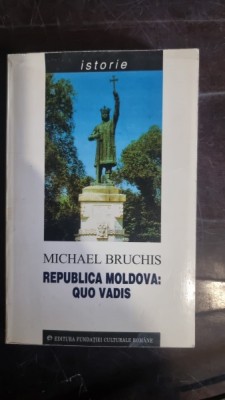 istorie
MICHAEL BRUCHIS
REPUBLICA MOLDOVA:
QUO VADIS
EDITURA FUNDAȚIEI CULTURALE ROMÂNE